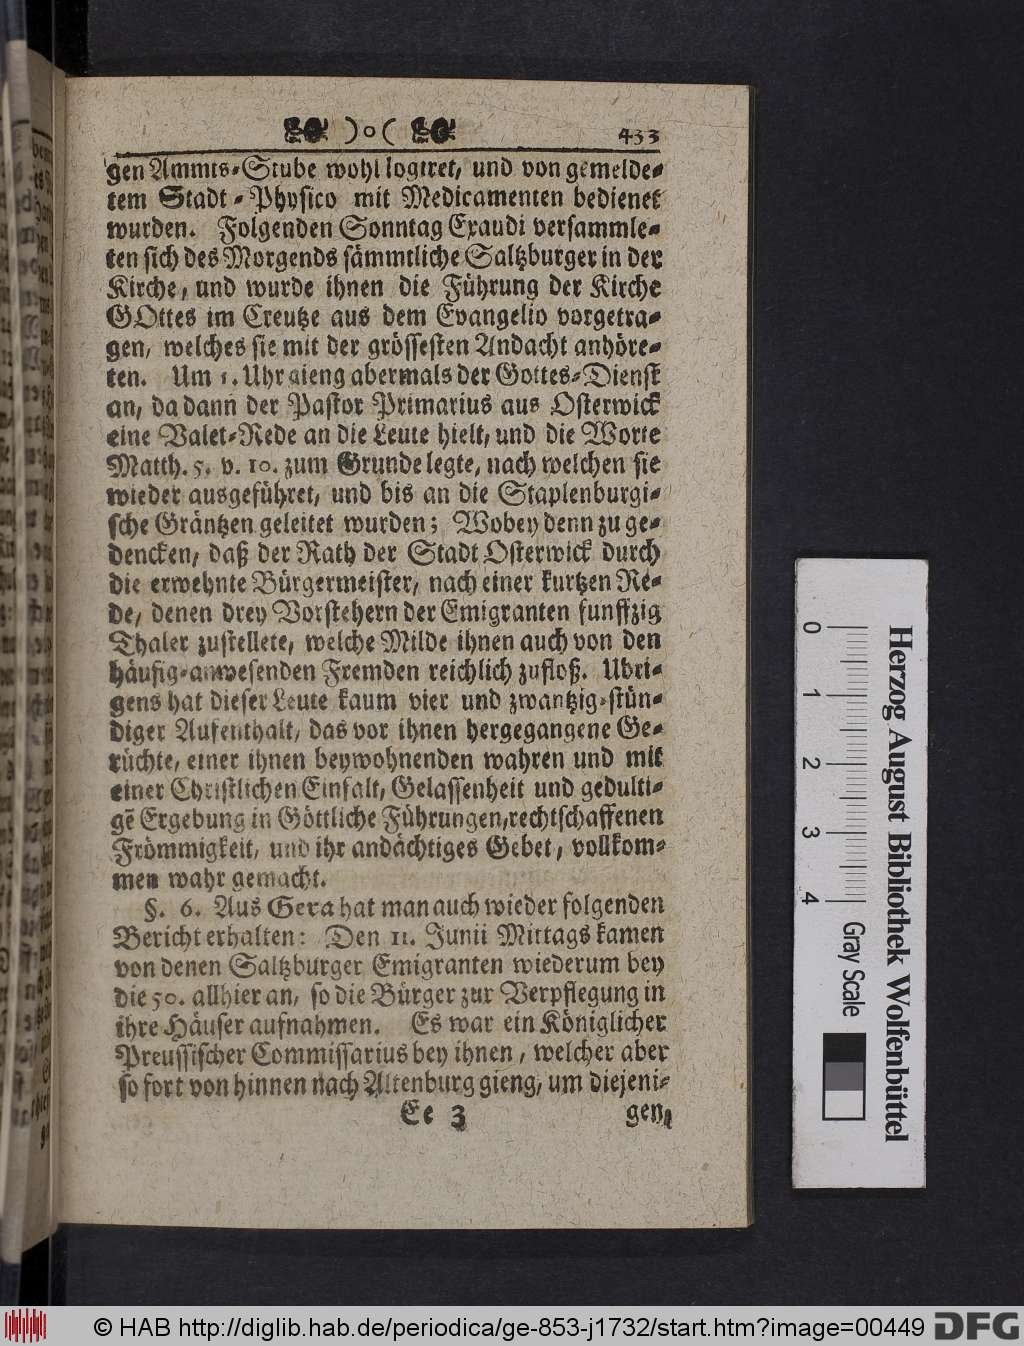 )o( 433
gen Ammts-Stube wohl logiret, und von gemelde-
tem Stadt-Physico mit Medicamenten bedienet
wurden. Folgenden Sonntag Exaudi versammle-
ten sich des Morgends sämmtliche Saltzburger in der
Kirche, und wurde ihnen die Führung der Kirche
GOttes im Creutze aus dem Evangelio vorgetra-
gen, welches sie mit der grössesten Andacht anhöre-
ten. Um 1. Uhr gieng abermals der Gottes-Dienst
an, da dann der Pastor Primarius aus Osterwick
eine Valet-Rede an die Leute hielt, und die Worte
Matth. 5. v. 10. zum Grunde legte, nach welchen sie
wieder ausgeführet, und bis an die Staplenburgi-
sche Gräntzen geleitet wurden; Wobey denn zu ge-
dencken, daß der Rath der Stadt Osterwick durch
die erwehnte Bürgermeister, nach einer kurtzen Re-
de, denen drey Vorstehern der Emigranten funffzig
Thaler zustellete, welche Milde ihnen auch von den
häufig-anwesenden Fremden reichlich zufloß. Ubri-
gens hat dieser Leute kaum vier und zwantzig-stün-
diger Aufenthalt, das vor ihnen hergegangene Ge-
rüchte, einer ihnen beywohnenden wahren und mit
einer Christlichen Einfalt, Gelassenheit und gedulti-
gē Ergebung in Göttliche Führungen, rechtschaffenen
Frömmigkeit, und ihr andächtiges Gebet, vollkom-
men wahr gemacht.
§. 6. Aus Gera hat man auch wieder folgenden
Bericht erhalten: Den 11. Junii Mittags kamen
von denen Saltzburger Emigranten wiederum bey
die 50. allhier an, so die Bürger zur Verpflegung in
ihre Häuser aufnahmen. Es war ein Königlicher
Preussischer Commissarius bey ihnen, welcher aber
so fort von hinnen nach Altenburg gieng, um diejeni-
Ee 3 gen,
0 1 2 3 4
Herzog August Bibliothek Wolfenbüttel
Gray Scale
© HAB http://diglib.hab.de/periodica/ge-853-j1732/start.htm?image=00449 DFG